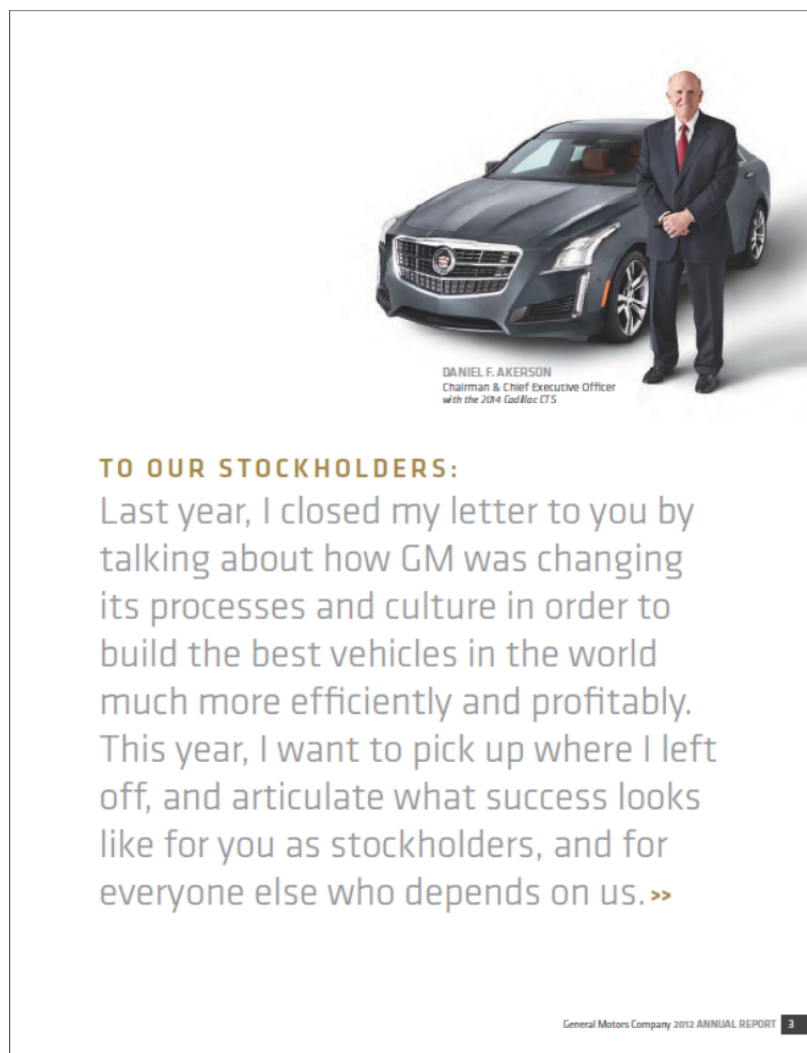 DANIEL F. AKERSON
Chairman & Chief Executive Officer
with the 2014 Cadillac CTS
TO OUR STOCKHOLDERS:
Last year, I closed my letter to you by
talking about how GM was changing
its processes and culture in order to
build the best vehicles in the world
much more efficiently and profitably.
This year, I want to pick up where I left
off, and articulate what success looks
like for you as stockholders, and for
everyone else who depends on us. >>
General Motors Company 2012 ANNUAL REPORT 3